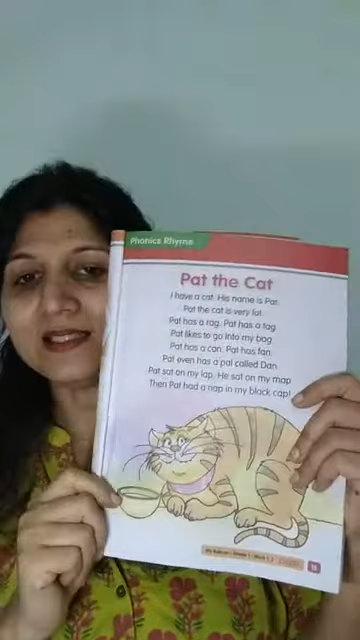 Phonics Rhyme
Pat the Cat
I have a cat. His name is Pat.
Pat the cat is very fat.
Pat has a rag. Pat has a tag
Pat likes to go into my bag
Pat has a can. Pat has fan.
Pat even has a pal called Dan.
Pat sat on my lap. He sat on my map
Then Pat had a nap in my black cap!